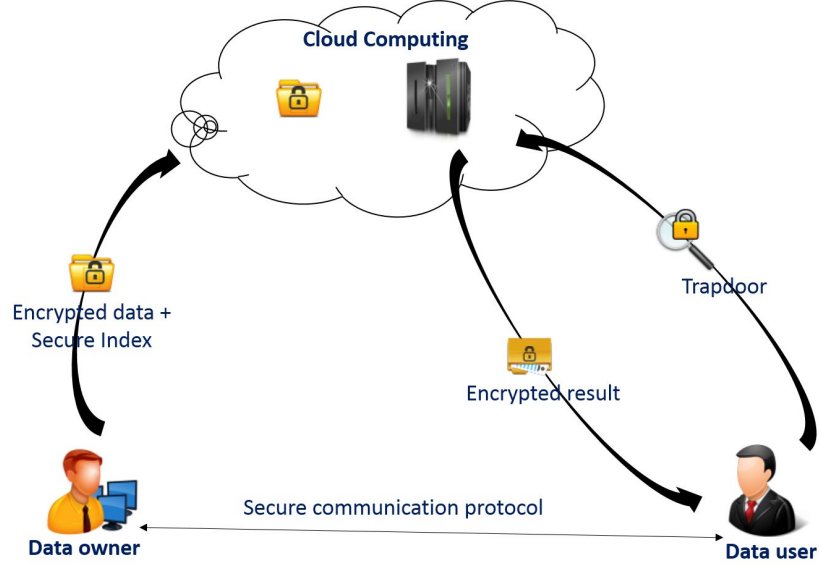 Cloud Computing
Trapdoor
Encrypted data +
Secure Index
Encrypted result
Secure communication protocol
Data owner
Data user